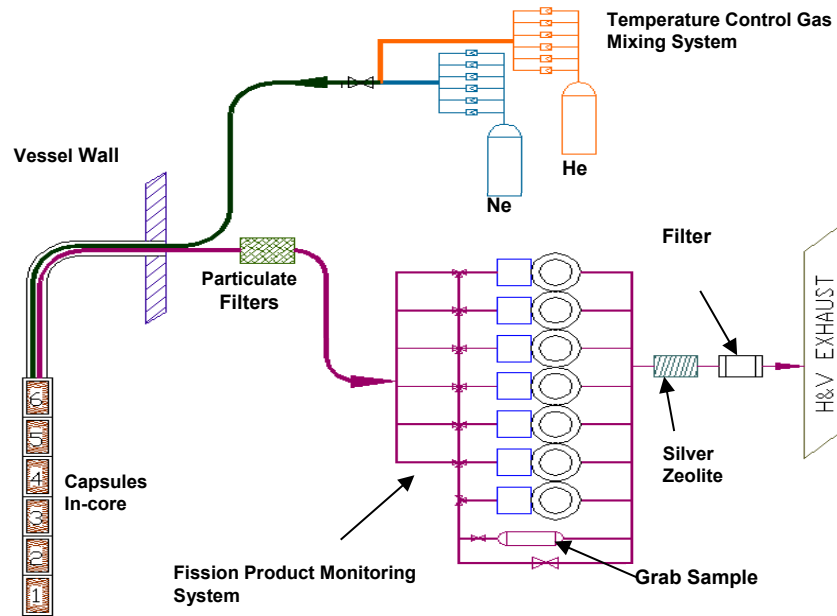 Temperature Control Gas
Mixing System
He
Ne
Vessel Wall
Particulate
Filters
Filter
H&V EXHAUST
Silver
Zeolite
6
5
4
3
2
1
Capsules
In-core
Fission Product Monitoring
System
Grab Sample